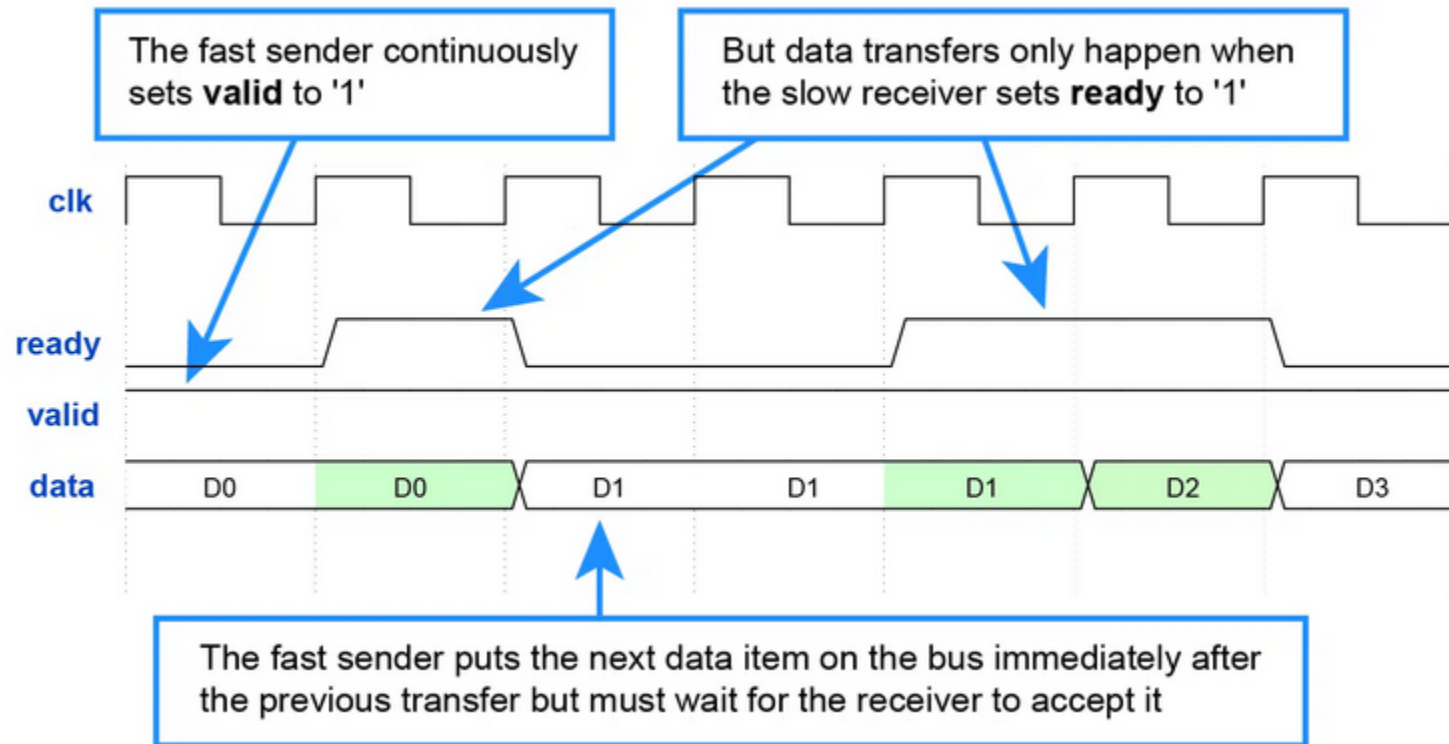 The fast sender continuously
sets valid to '1'
But data transfers only happen when
the slow receiver sets ready to '1'
clk
ready
valid
data
D0
D0
D1
D1
D1
D2
D3
The fast sender puts the next data item on the bus immediately after
the previous transfer but must wait for the receiver to accept it